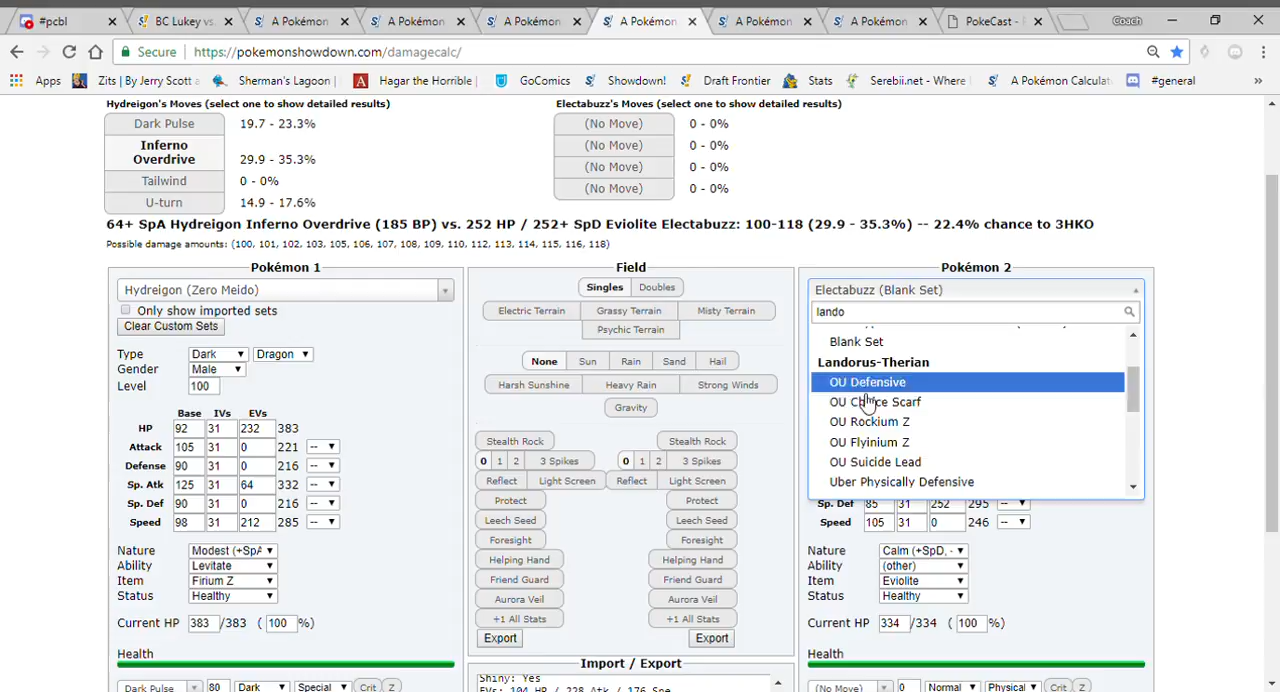 #pcbl
BC Lukey vs.
A Pokémon
A Pokémon
A Pokémon
A Pokémon
A Pokémon
A Pokémon
PokeCast -
Coach
Secure
https://pokemonshowdown.com/damagecalc/
Apps
Zits | By Jerry Scott a
Sherman's Lagoon |
Hagar the Horrible |
GoComics
Showdown!
Draft Frontier
Stats
Serebii.net - Where
A Pokémon Calculat
#general
»
Hydreigon's Moves (select one to show detailed results)
Electabuzz's Moves (select one to show detailed results)
Dark Pulse 19.7 - 23.3%
(No Move) 0 - 0%
Inferno Overdrive 29.9 - 35.3%
(No Move) 0 - 0%
Tailwind 0 - 0%
(No Move) 0 - 0%
U-turn 14.9 - 17.6%
(No Move) 0 - 0%
64+ SpA Hydreigon Inferno Overdrive (185 BP) vs. 252 HP / 252+ SpD Eviolite Electabuzz: 100-118 (29.9 - 35.3%) -- 22.4% chance to 3HKO
Possible damage amounts: (100, 101, 102, 103, 105, 106, 107, 108, 109, 110, 112, 113, 114, 115, 116, 118)
Pokémon 1
Hydreigon (Zero Meido)
Only show imported sets
Clear Custom Sets
Type Dark Dragon
Gender Male
Level 100
Base IVs EVs
HP 92 31 232 383
Attack 105 31 0 221 --
Defense 90 31 0 216 --
Sp. Atk 125 31 64 332 --
Sp. Def 90 31 0 216 --
Speed 98 31 212 285 --
Nature Modest (+SpA
Ability Levitate
Item Firium Z
Status Healthy
Current HP 383 /383 ( 100 %)
Health
Dark Pulse 80 Dark Special Crit Z
Field
Singles Doubles
Electric Terrain Grassy Terrain Misty Terrain
Psychic Terrain
None Sun Rain Sand Hail
Harsh Sunshine Heavy Rain Strong Winds
Gravity
Stealth Rock Stealth Rock
0 1 2 3 Spikes 0 1 2 3 Spikes
Reflect Light Screen Reflect Light Screen
Protect Protect
Leech Seed Leech Seed
Foresight Foresight
Helping Hand Helping Hand
Friend Guard Friend Guard
Aurora Veil Aurora Veil
+1 All Stats +1 All Stats
Export Export
Import / Export
Shiny: Yes
EVs: 104 HP / 228 Atk / 176 Spe
Pokémon 2
Electabuzz (Blank Set)
lando
Blank Set
Landorus-Therian
OU Defensive
OU Choice Scarf
OU Rockium Z
OU Flyinium Z
OU Suicide Lead
Uber Physically Defensive
Sp. Def 85 31 252 295 --
Speed 105 31 0 246 --
Nature Calm (+SpD, -
Ability (other)
Item Eviolite
Status Healthy
Current HP 334 /334 ( 100 %)
Health
(No Move) 0 Normal Physical Crit Z